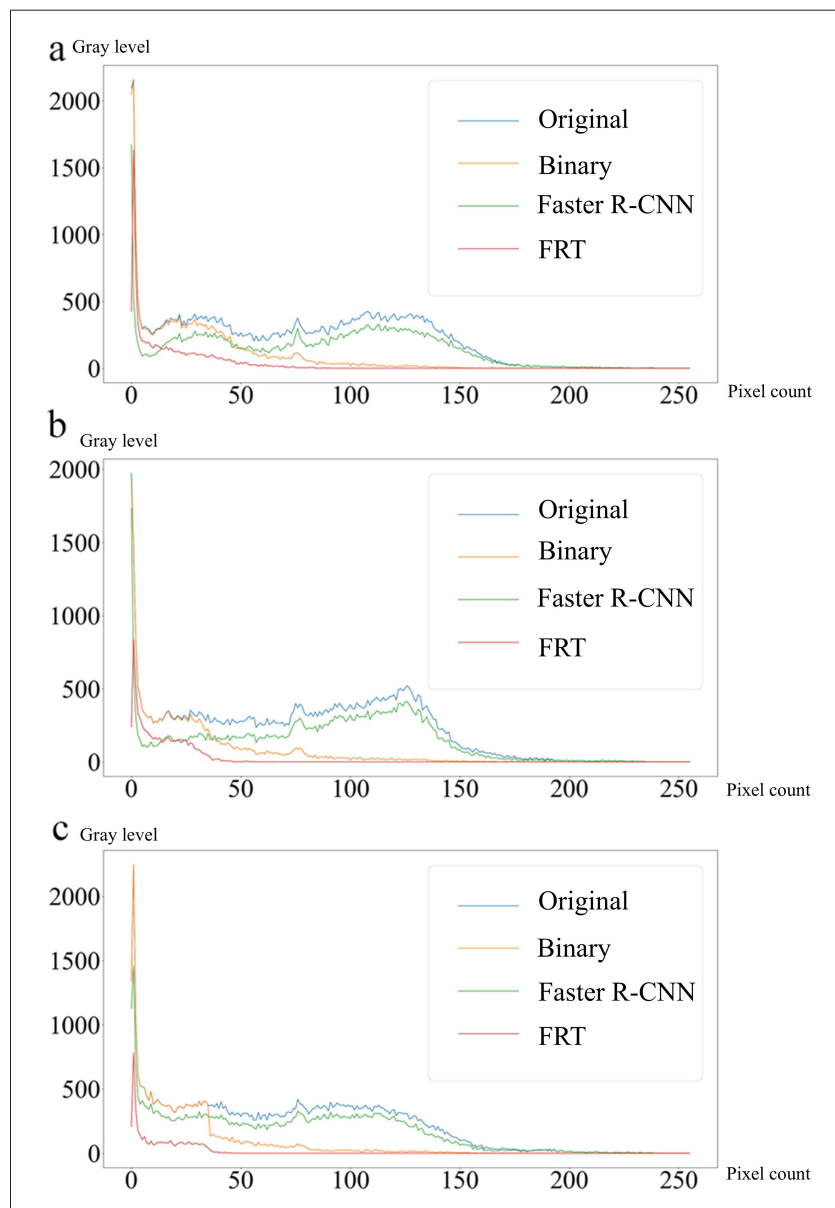 a Gray level
2000
1500
1000
500
0
Original
Binary
Faster R-CNN
FRT
0 50 100 150 200 250 Pixel count
b Gray level
2000
1500
1000
500
0
Original
Binary
Faster R-CNN
FRT
0 50 100 150 200 250 Pixel count
c Gray level
2000
1500
1000
500
0
Original
Binary
Faster R-CNN
FRT
0 50 100 150 200 250 Pixel count